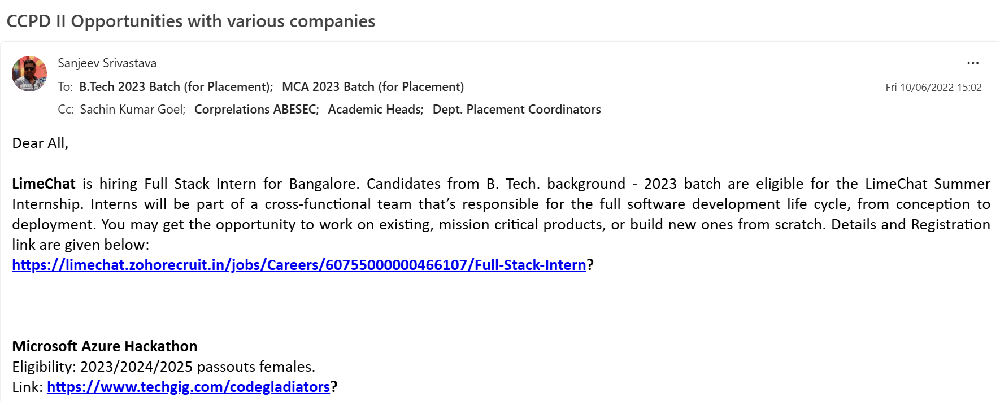 CCPD II Opportunities with various companies
Sanjeev Srivastava
...
To: B.Tech 2023 Batch (for Placement); MCA 2023 Batch (for Placement)
Fri 10/06/2022 15:02
Cc: Sachin Kumar Goel; Corprelations ABESEC; Academic Heads; Dept. Placement Coordinators
Dear All,
LimeChat is hiring Full Stack Intern for Bangalore. Candidates from B. Tech. background - 2023 batch are eligible for the LimeChat Summer
Internship. Interns will be part of a cross-functional team that’s responsible for the full software development life cycle, from conception to
deployment. You may get the opportunity to work on existing, mission critical products, or build new ones from scratch. Details and Registration
link are given below:
https://limechat.zohorecruit.in/jobs/Careers/60755000000466107/Full-Stack-Intern?
Microsoft Azure Hackathon
Eligibility: 2023/2024/2025 passouts females.
Link: https://www.techgig.com/codegladiators?